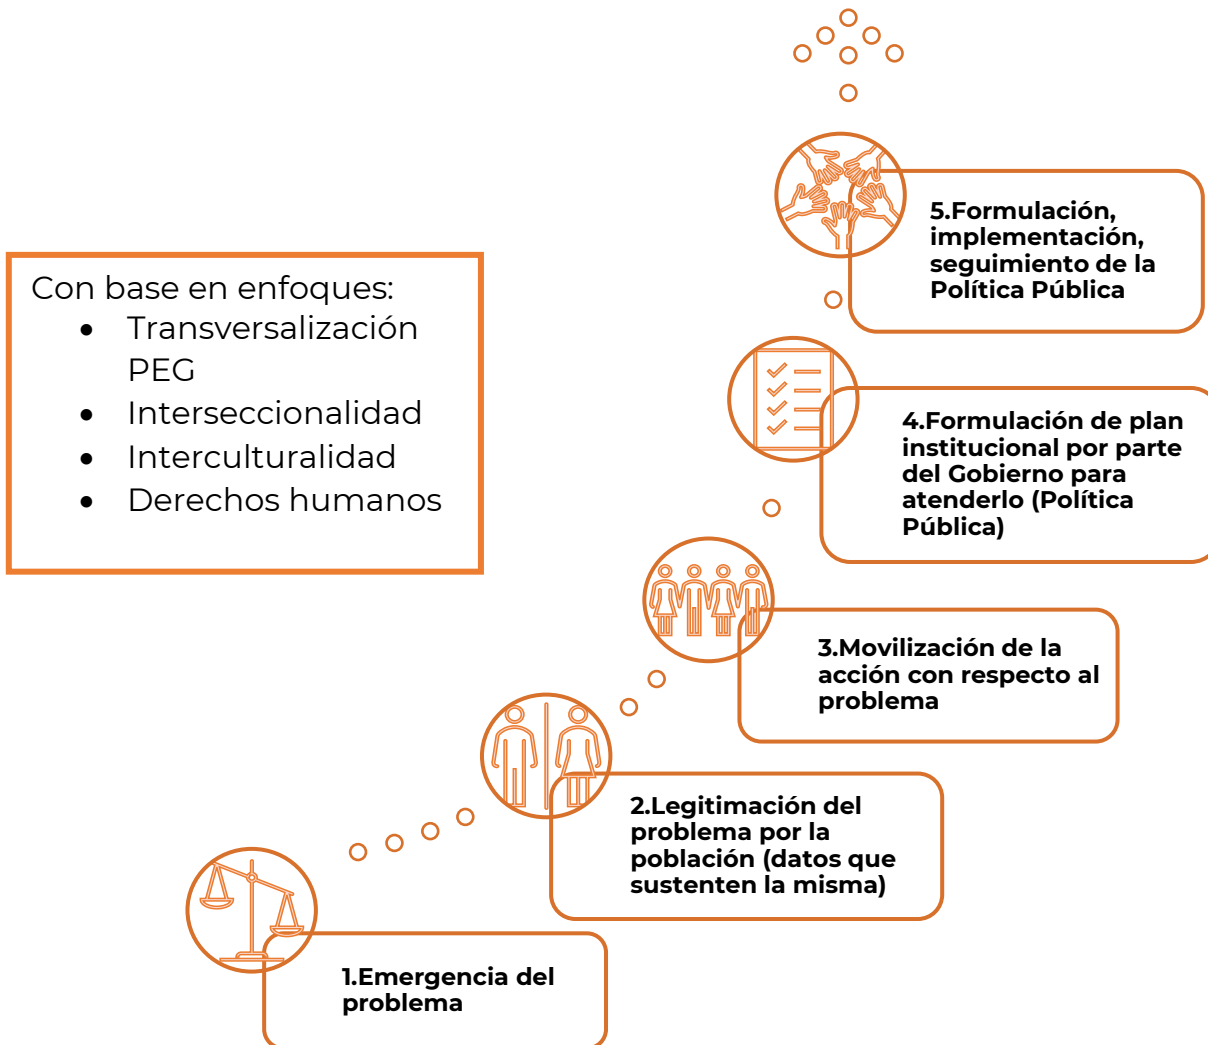 Con base en enfoques:
• Transversalización
PEG
• Interseccionalidad
• Interculturalidad
• Derechos humanos
5.Formulación,
implementación,
seguimiento de la
Política Pública
4.Formulación de plan
institucional por parte
del Gobierno para
atenderlo (Política
Pública)
3.Movilización de la
acción con respecto al
problema
2.Legitimación del
problema por la
población (datos que
sustenten la misma)
1.Emergencia del
problema